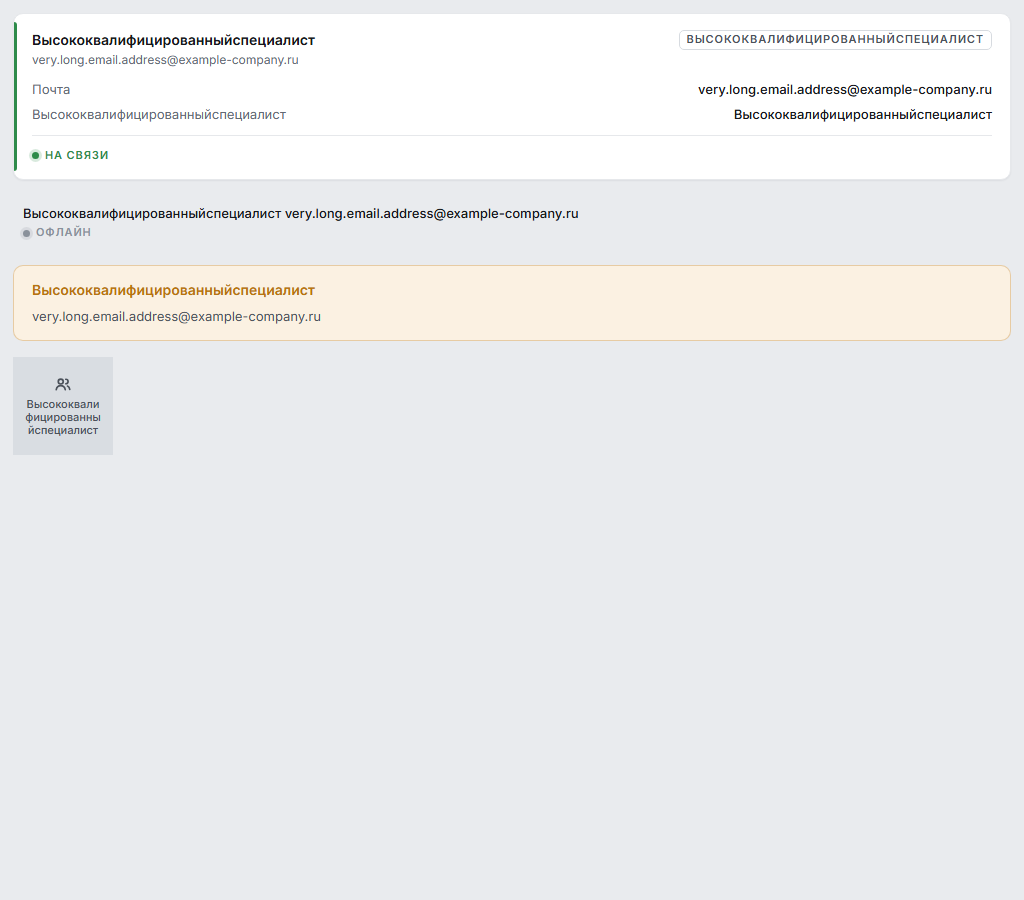 Высококвалифицированныйспециалист
ВЫСОКОКВАЛИФИЦИРОВАННЫЙСПЕЦИАЛИСТ
very.long.email.address@example-company.ru
Почта
very.long.email.address@example-company.ru
Высококвалифицированныйспециалист
Высококвалифицированныйспециалист
НА СВЯЗИ
Высококвалифицированныйспециалист very.long.email.address@example-company.ru
ОФЛАЙН
Высококвалифицированныйспециалист
very.long.email.address@example-company.ru
Высококвали
фицированны
йспециалист